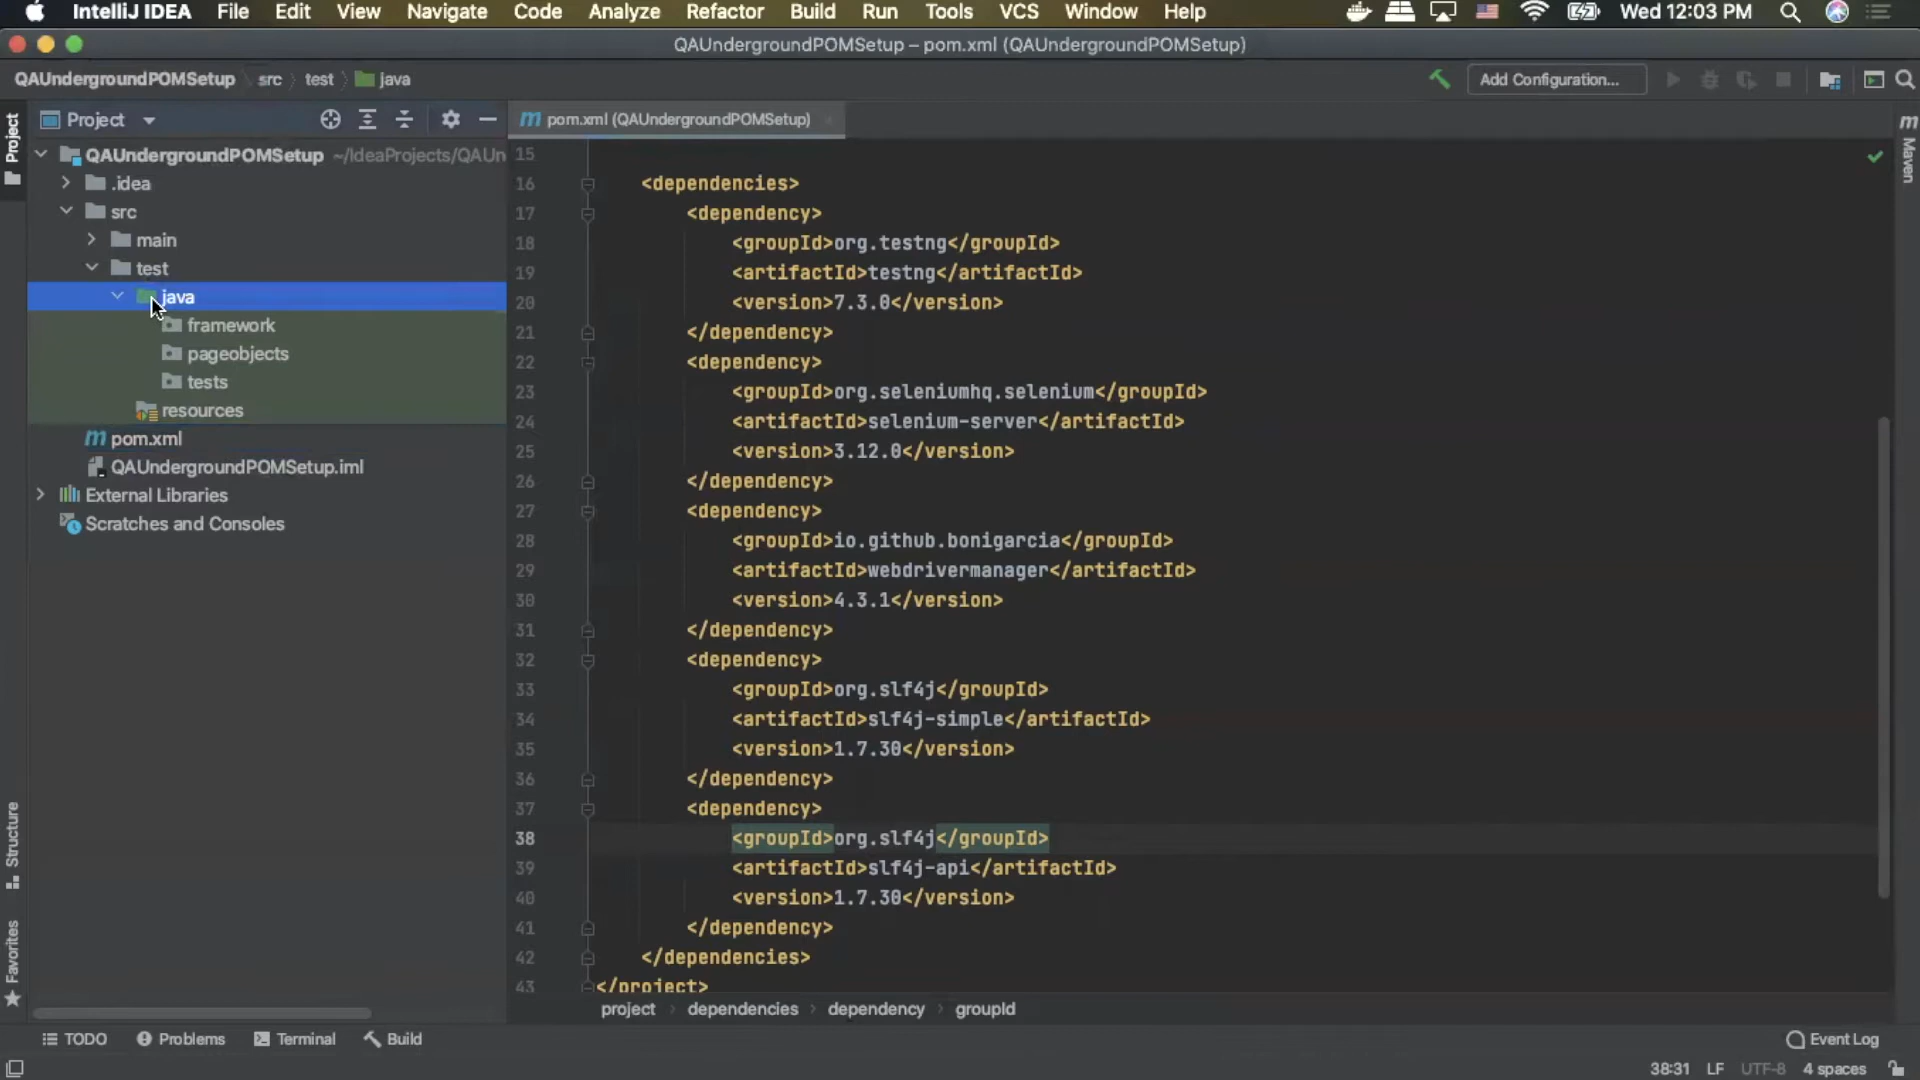 IntelliJ IDEA File Edit View Navigate Code Analyze Refactor Build Run Tools VCS Window Help Wed 12:03 PM
QAUndergroundPOMSetup – pom.xml (QAUndergroundPOMSetup)
QAUndergroundPOMSetup src test java Add Configuration...
Project
Project
pom.xml (QAUndergroundPOMSetup)
m
Maven
QAUndergroundPOMSetup ~/IdeaProjects/QAUn
.idea
src
main
test
java
framework
pageobjects
tests
resources
pom.xml
QAUndergroundPOMSetup.iml
External Libraries
Scratches and Consoles
Structure
Favorites
15
16 <dependencies>
17 <dependency>
18 <groupId>org.testng</groupId>
19 <artifactId>testng</artifactId>
20 <version>7.3.0</version>
21 </dependency>
22 <dependency>
23 <groupId>org.seleniumhq.selenium</groupId>
24 <artifactId>selenium-server</artifactId>
25 <version>3.12.0</version>
26 </dependency>
27 <dependency>
28 <groupId>io.github.bonigarcia</groupId>
29 <artifactId>webdrivermanager</artifactId>
30 <version>4.3.1</version>
31 </dependency>
32 <dependency>
33 <groupId>org.slf4j</groupId>
34 <artifactId>slf4j-simple</artifactId>
35 <version>1.7.30</version>
36 </dependency>
37 <dependency>
38 <groupId>org.slf4j</groupId>
39 <artifactId>slf4j-api</artifactId>
40 <version>1.7.30</version>
41 </dependency>
42 </dependencies>
43 </project>
project dependencies dependency groupId
TODO Problems Terminal Build Event Log
38:31 LF UTF-8 4 spaces